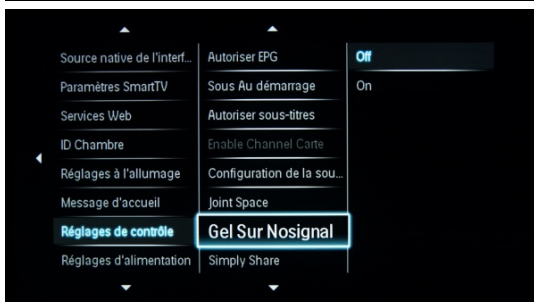 Source native de l'interf...
Paramètres SmartTV
Services Web
ID Chambre
Réglages à l'allumage
Message d'accueil
Réglages de contrôle
Réglages d'alimentation
Autoriser EPG
Sous Au démarrage
Autoriser sous-titres
Enable Channel Carte
Configuration de la sou...
Joint Space
Gel Sur Nosignal
Simply Share
Off
On